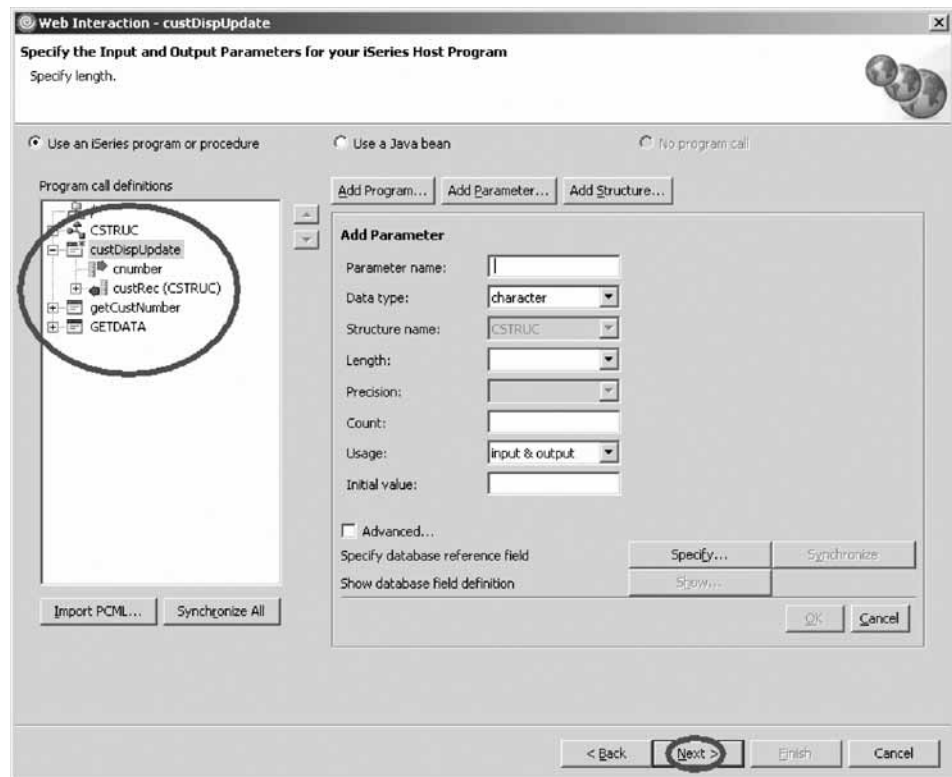 Web Interaction - custDispUpdate
Specify the Input and Output Parameters for your iSeries Host Program
Specify length.
Use an iSeries program or procedure
Use a Java bean
No program call
Program call definitions
Add Program...
Add Parameter...
Add Structure...
/
CSTRUC
custDispUpdate
cnumber
custRec (CSTRUC)
getCustNumber
GETDATA
Add Parameter
Parameter name:
Data type: character
Structure name: CSTRUC
Length:
Precision:
Count:
Usage: input & output
Initial value:
Advanced...
Specify database reference field Specify... Synchronize
Show database field definition Show...
Import PCML... Synchronize All
OK Cancel
< Back Next > Finish Cancel